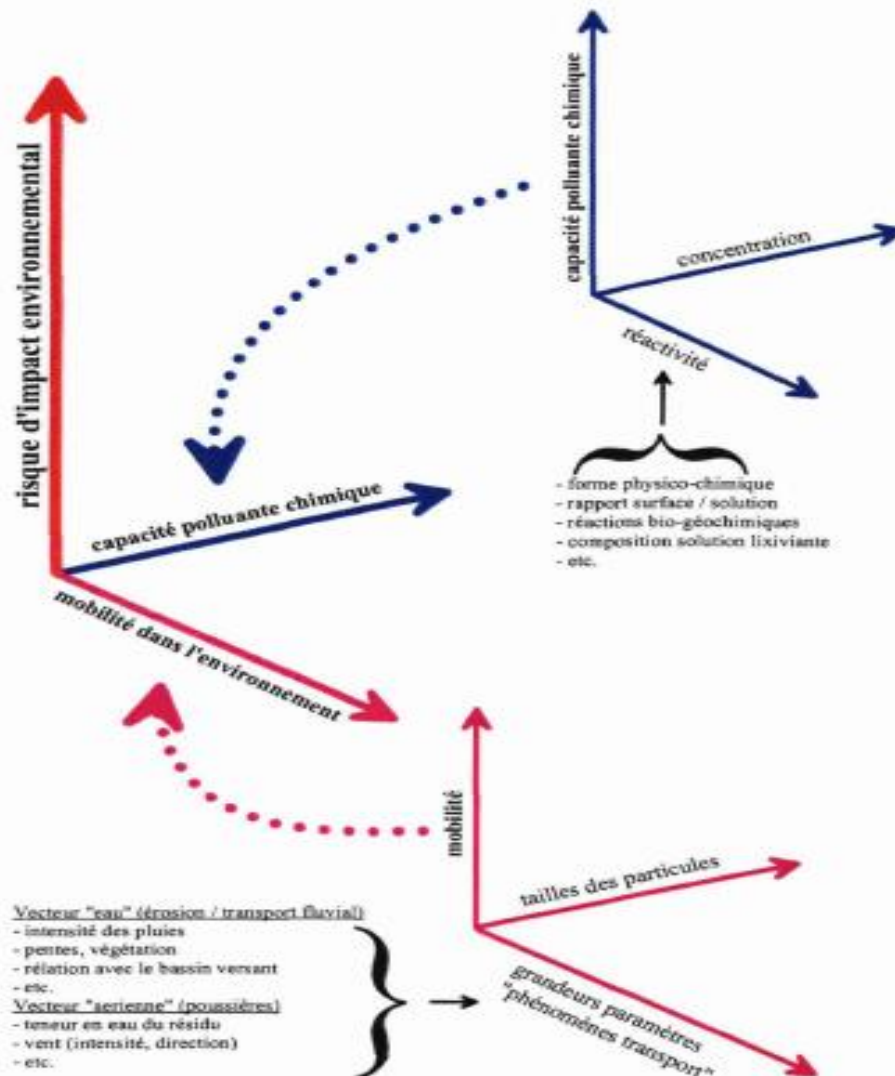 risque d'impact environnemental
capacité polluante chimique
mobilité dans l'environnement
capacité polluante chimique
concentration
réactivité
- forme physico-chimique
- rapport surface / solution
- réactions bio-géochimiques
- composition solution lixiviante
- etc.
mobilité
tailles des particules
grandeurs paramètres
"phénomènes transport"
Vecteur "eau" (érosion / transport fluvial)
- intensité des pluies
- pentes, végétation
- rélation avec le bassin versant
- etc.
Vecteur "aerienne" (poussières)
- teneur en eau du résidu
- vent (intensité, direction)
- etc.